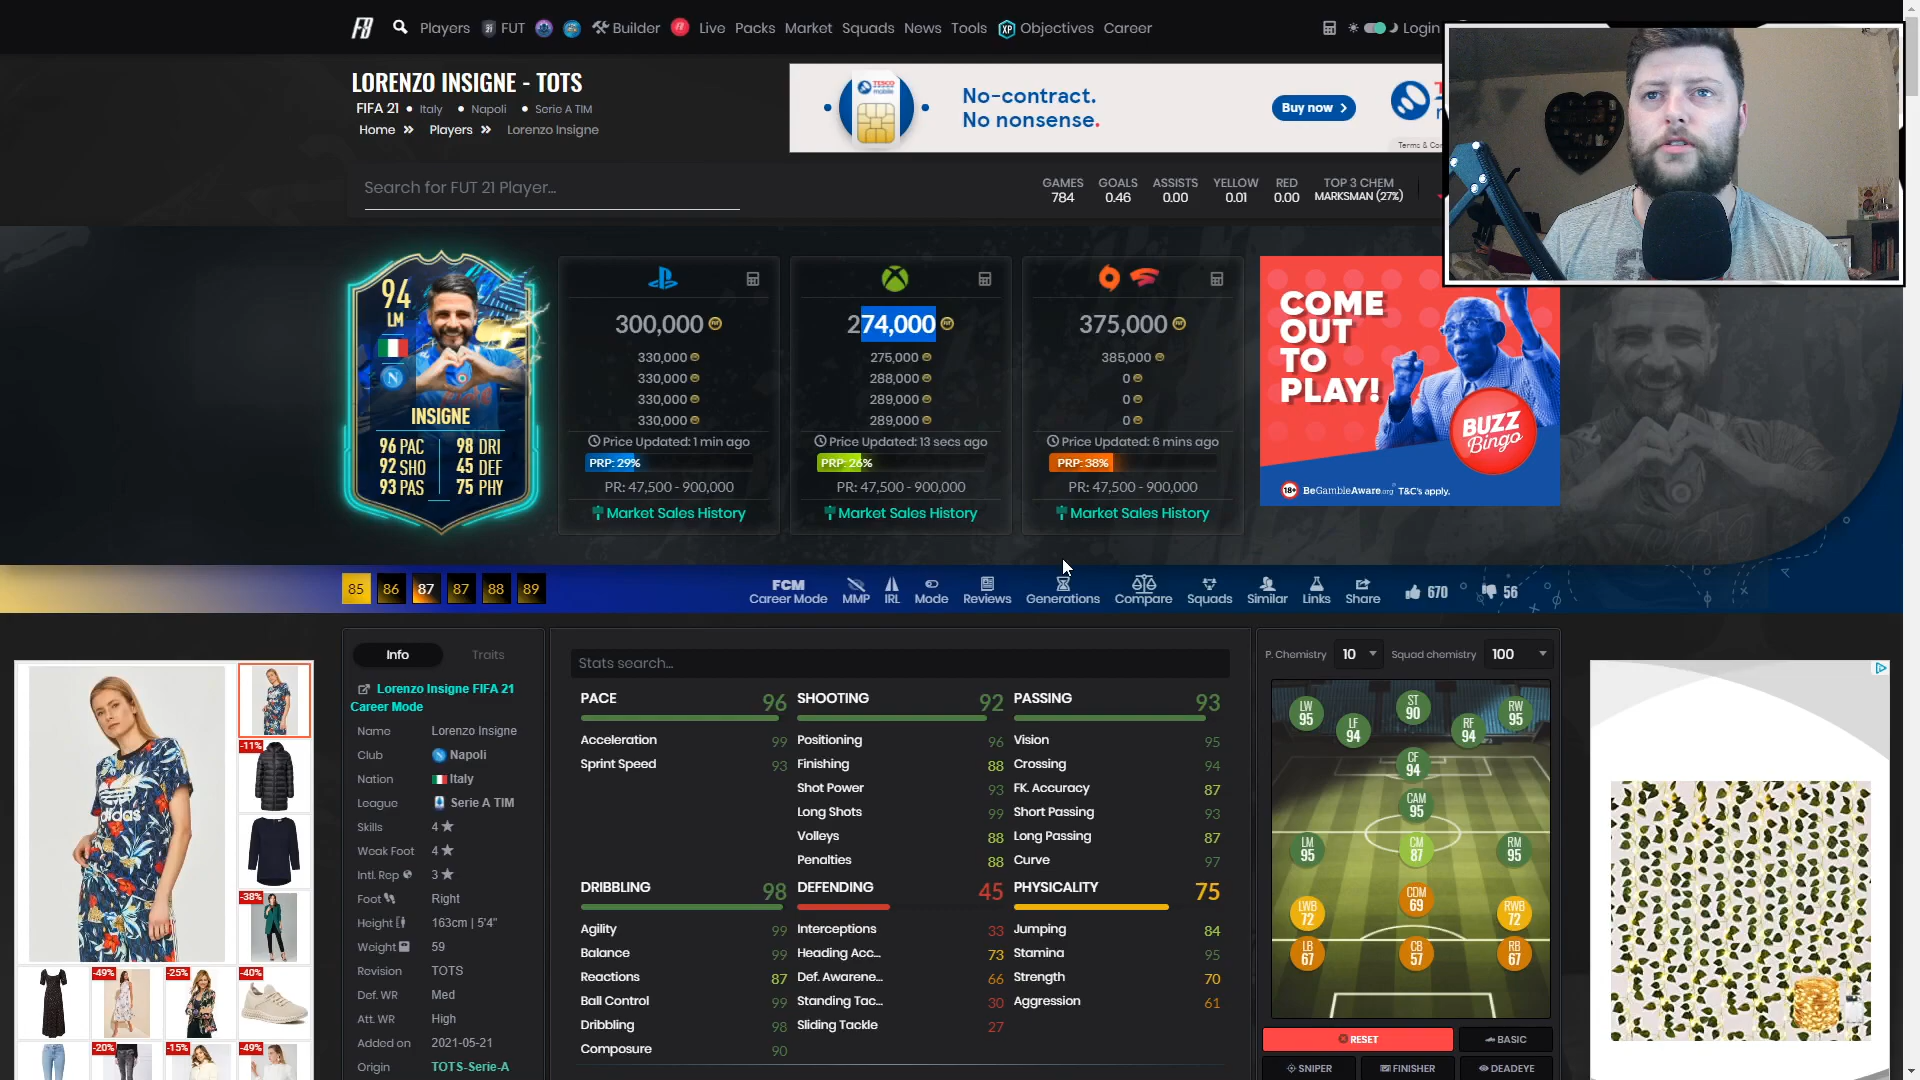 Players FUT Builder Live Packs Market Squads News Tools XP Objectives Career Login
LORENZO INSIGNE - TOTS
FIFA 21 • Italy • Napoli • Serie A TIM
Home » Players » Lorenzo Insigne
TESCO mobile
No-contract.
No nonsense.
Buy now
Search for FUT 21 Player...
GAMES 784
GOALS 0.46
ASSISTS 0.00
YELLOW 0.01
RED 0.00
TOP 3 CHEM
MARKSMAN (27%)
94
LM
INSIGNE
96 PAC 98 DRI
92 SHO 45 DEF
93 PAS 75 PHY
300,000
330,000
330,000
330,000
330,000
Price Updated: 1 min ago
PRP: 29%
PR: 47,500 - 900,000
Market Sales History
274,000
275,000
288,000
289,000
289,000
Price Updated: 13 secs ago
PRP: 26%
PR: 47,500 - 900,000
Market Sales History
375,000
385,000
0
0
0
Price Updated: 6 mins ago
PRP: 38%
PR: 47,500 - 900,000
Market Sales History
COME
OUT
TO
PLAY!
BUZZ
Bingo
18+ BeGambleAware.org T&C's apply.
85 86 87 87 88 89
FCM
Career Mode MMP IRL Mode Reviews Generations Compare Squads Similar Links Share 670 56
Info Traits
Lorenzo Insigne FIFA 21
Career Mode
Name Lorenzo Insigne
Club Napoli
Nation Italy
League Serie A TIM
Skills 4
Weak Foot 4
Intl. Rep 3
Foot Right
Height 163cm | 5'4"
Weight 59
Revision TOTS
Def. WR Med
Att. WR High
Added on 2021-05-21
Origin TOTS-Serie-A
Stats search...
PACE 96
Acceleration 99
Sprint Speed 93
SHOOTING 92
Positioning 96
Finishing 88
Shot Power 93
Long Shots 99
Volleys 88
Penalties 88
PASSING 93
Vision 95
Crossing 94
FK. Accuracy 87
Short Passing 93
Long Passing 87
Curve 97
DRIBBLING 98
Agility 99
Balance 99
Reactions 87
Ball Control 99
Dribbling 98
Composure 90
DEFENDING 45
Interceptions 33
Heading Acc... 73
Def. Awarene... 66
Standing Tac... 30
Sliding Tackle 27
PHYSICALITY 75
Jumping 84
Stamina 95
Strength 70
Aggression 61
P. Chemistry 10 Squad chemistry 100
LW 95
ST 90
RW 95
LF 94
RF 94
CF 94
CAM 95
LM 95
CM 87
RM 95
CDM 69
LWB 72
RWB 72
LB 67
CB 57
RB 67
RESET BASIC
SNIPER FINISHER DEADEYE
adidas
-11%
-38%
-49% -25% -40%
-20% -15% -49%